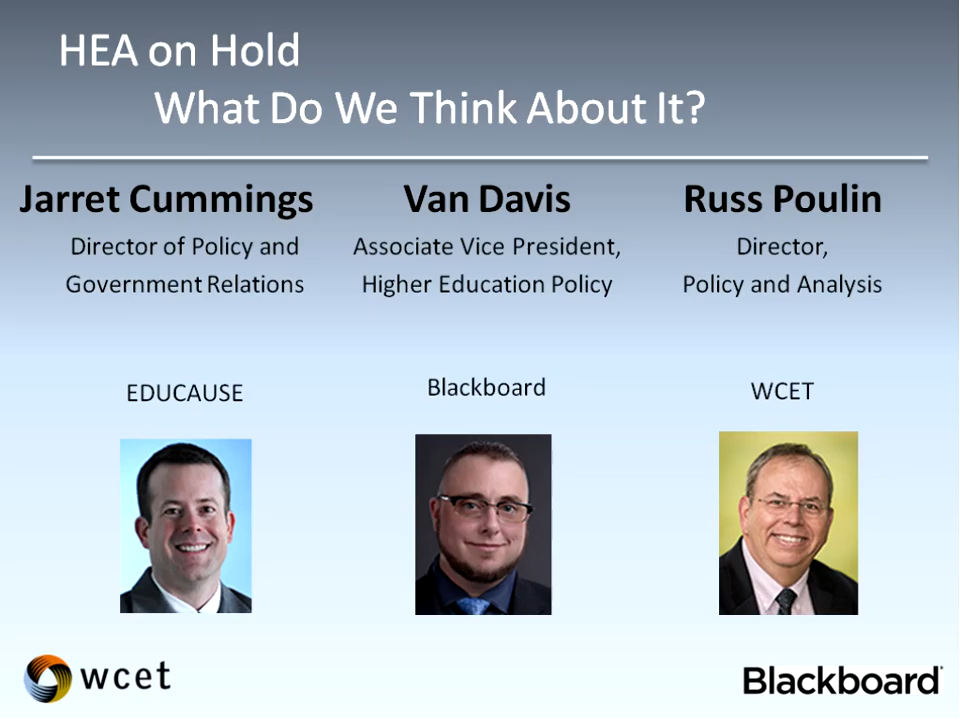 HEA on Hold
What Do We Think About It?
Jarret Cummings
Director of Policy and
Government Relations
EDUCAUSE
Van Davis
Associate Vice President,
Higher Education Policy
Blackboard
Russ Poulin
Director,
Policy and Analysis
WCET
wcet
Blackboard